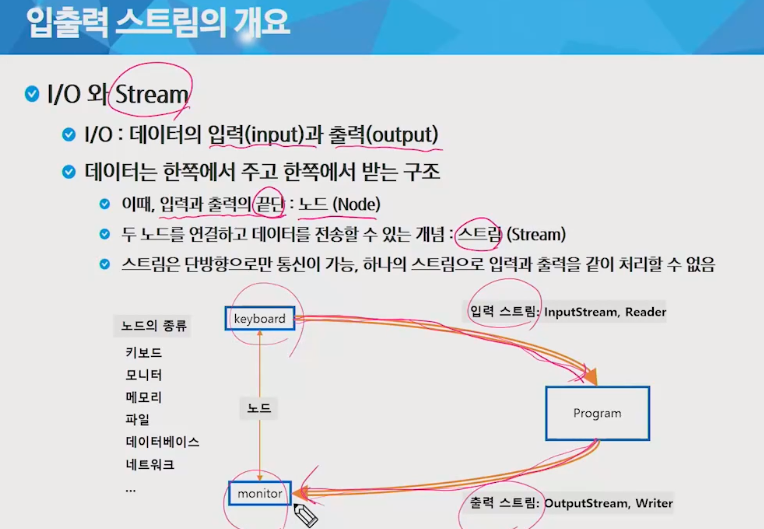 입출력 스트림의 개요
I/O 와 Stream
I/O : 데이터의 입력(input)과 출력(output)
데이터는 한쪽에서 주고 한쪽에서 받는 구조
이때, 입력과 출력의 끝단 : 노드 (Node)
두 노드를 연결하고 데이터를 전송할 수 있는 개념 : 스트림 (Stream)
스트림은 단방향으로만 통신이 가능, 하나의 스트림으로 입력과 출력을 같이 처리할 수 없음
노드의 종류
키보드
모니터
메모리
파일
데이터베이스
네트워크
...
keyboard
노드
monitor
입력 스트림: InputStream, Reader
Program
출력 스트림: OutputStream, Writer